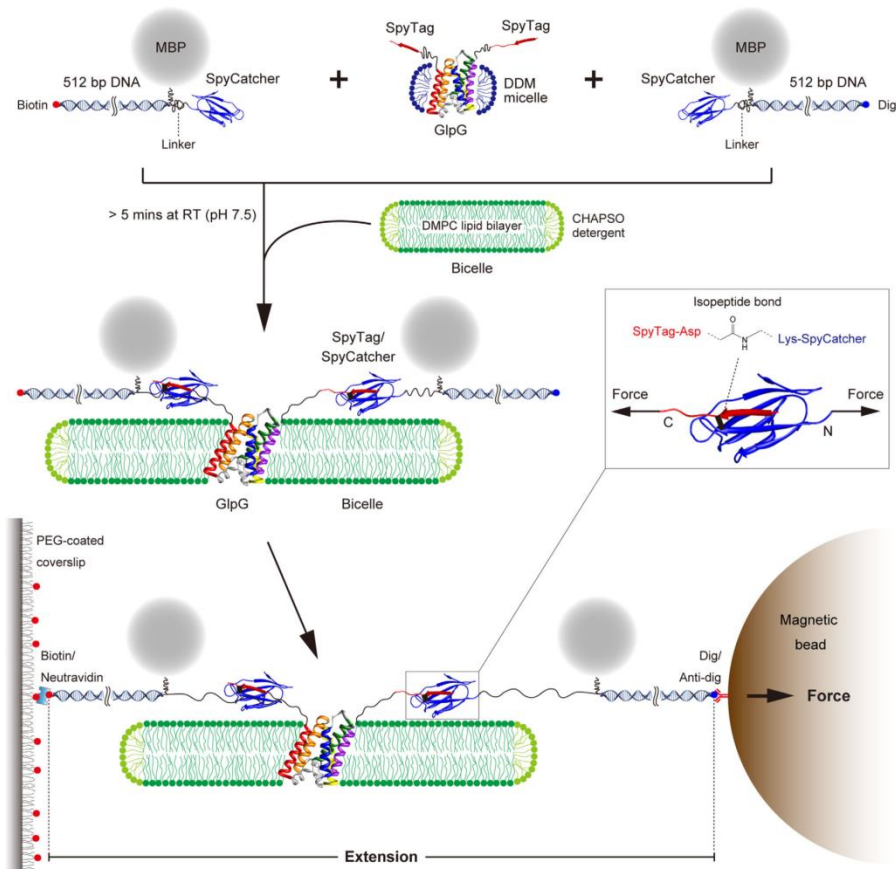 SpyTag
SpyTag
MBP
MBP
512 bp DNA
SpyCatcher
DDM
micelle
SpyCatcher
512 bp DNA
Biotin
Dig
Linker
GlpG
Linker
> 5 mins at RT (pH 7.5)
DMPC lipid bilayer
CHAPSO
detergent
Bicelle
SpyTag/
SpyCatcher
Isopeptide bond
O
SpyTag-Asp
N
H
Lys-SpyCatcher
Force
Force
C
N
GlpG
Bicelle
PEG-coated
coverslip
Biotin/
Neutravidin
Magnetic
bead
Dig/
Anti-dig
Force
Extension